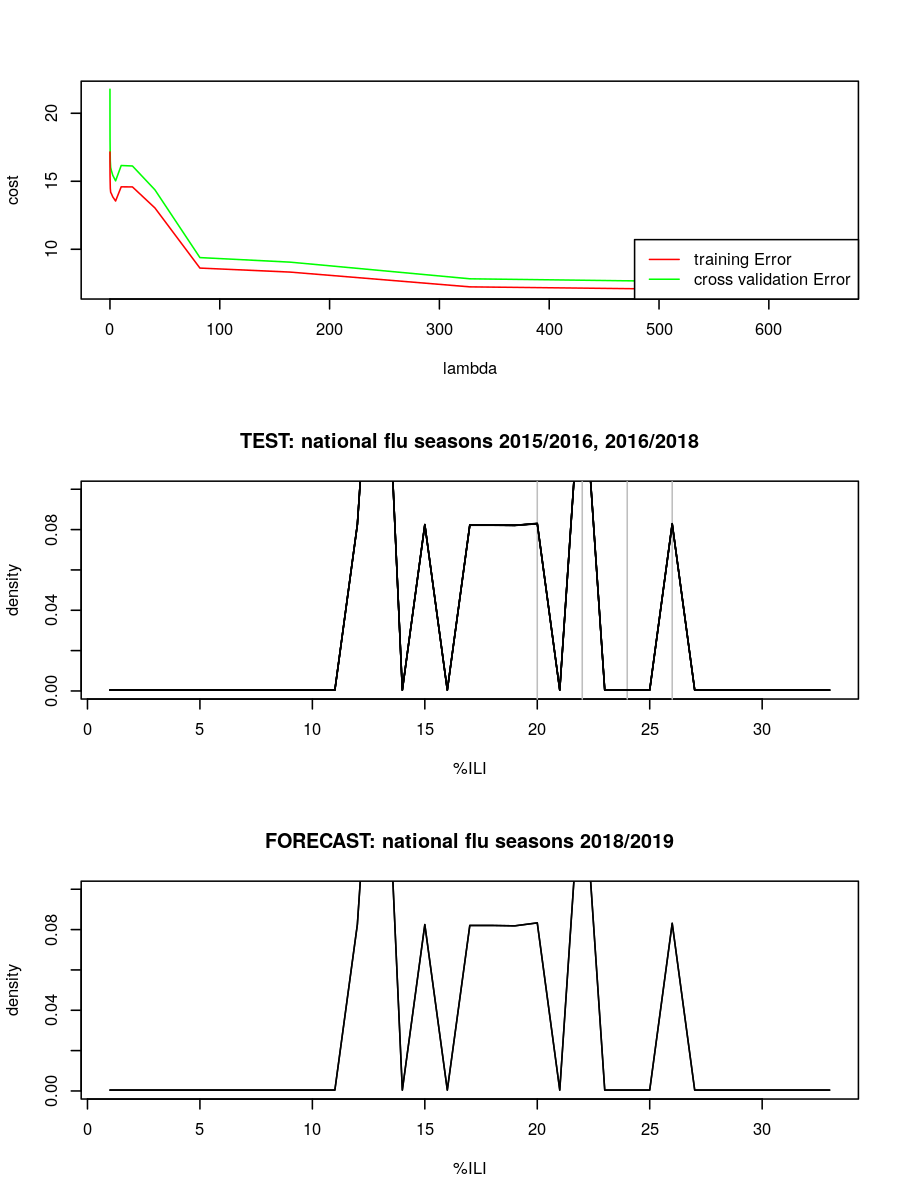 20
15
10
cost
training Error
cross validation Error
0 100 200 300 400 500 600
lambda
TEST: national flu seasons 2015/2016, 2016/2018
0.08
0.04
0.00
density
0 5 10 15 20 25 30
%ILI
FORECAST: national flu seasons 2018/2019
0.08
0.04
0.00
density
0 5 10 15 20 25 30
%ILI